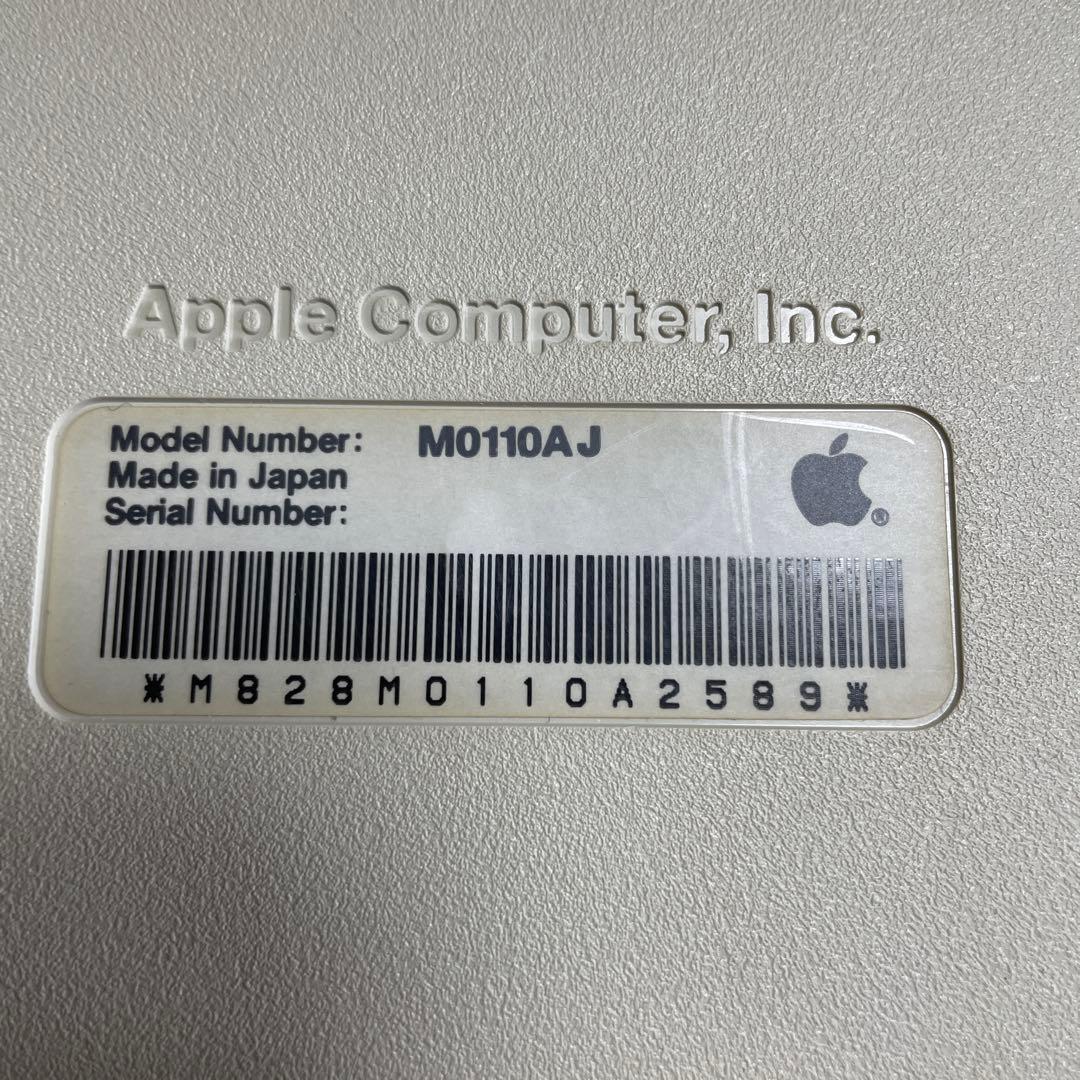 Apple Computer, Inc.
Model Number: M0110AJ
Made in Japan
Serial Number:
*M828M0110A2589*
®